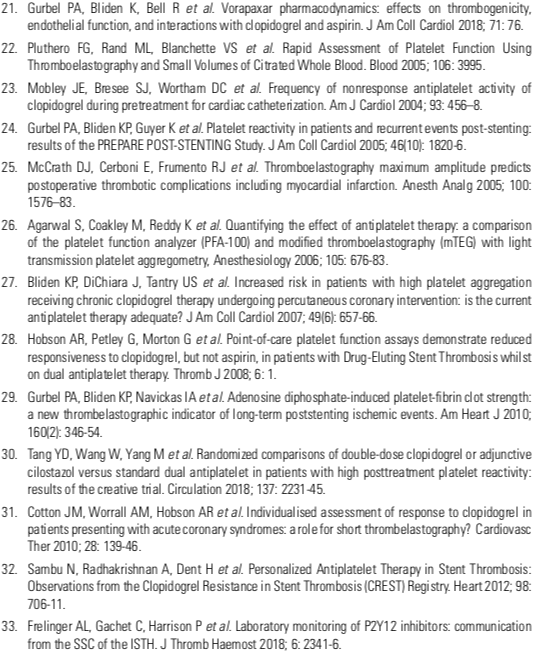 21. Gurbel PA, Bliden K, Bell R et al. Vorapaxar pharmacodynamics: effects on thrombogenicity,
endothelial function, and interactions with clopidogrel and aspirin. J Am Coll Cardiol 2018; 71: 76.
22. Pluthero FG, Rand ML, Blanchette VS et al. Rapid Assessment of Platelet Function Using
Thromboelastography and Small Volumes of Citrated Whole Blood. Blood 2005; 106: 3995.
23. Mobley JE, Bresee SJ, Wortham DC et al. Frequency of nonresponse antiplatelet activity of
clopidogrel during pretreatment for cardiac catheterization. Am J Cardiol 2004; 93: 456–8.
24. Gurbel PA, Bliden KP, Guyer K et al. Platelet reactivity in patients and recurrent events post-stenting:
results of the PREPARE POST-STENTING Study. J Am Coll Cardiol 2005; 46(10): 1820-6.
25. McCrath DJ, Cerboni E, Frumento RJ et al. Thromboelastography maximum amplitude predicts
postoperative thrombotic complications including myocardial infarction. Anesth Analg 2005; 100:
1576–83.
26. Agarwal S, Coakley M, Reddy K et al. Quantifying the effect of antiplatelet therapy: a comparison
of the platelet function analyzer (PFA-100) and modified thromboelastography (mTEG) with light
transmission platelet aggregometry, Anesthesiology 2006; 105: 676-83.
27. Bliden KP, DiChiara J, Tantry US et al. Increased risk in patients with high platelet aggregation
receiving chronic clopidogrel therapy undergoing percutaneous coronary intervention: is the current
antiplatelet therapy adequate? J Am Coll Cardiol 2007; 49(6): 657-66.
28. Hobson AR, Petley G, Morton G et al. Point-of-care platelet function assays demonstrate reduced
responsiveness to clopidogrel, but not aspirin, in patients with Drug-Eluting Stent Thrombosis whilst
on dual antiplatelet therapy. Thromb J 2008; 6: 1.
29. Gurbel PA, Bliden KP, Navickas IA et al. Adenosine diphosphate-induced platelet-fibrin clot strength:
a new thrombelastographic indicator of long-term poststenting ischemic events. Am Heart J 2010;
160(2): 346-54.
30. Tang YD, Wang W, Yang M et al. Randomized comparisons of double-dose clopidogrel or adjunctive
cilostazol versus standard dual antiplatelet in patients with high posttreatment platelet reactivity:
results of the creative trial. Circulation 2018; 137: 2231-45.
31. Cotton JM, Worrall AM, Hobson AR et al. Individualised assessment of response to clopidogrel in
patients presenting with acute coronary syndromes: a role for short thrombelastography? Cardiovasc
Ther 2010; 28: 139-46.
32. Sambu N, Radhakrishnan A, Dent H et al. Personalized Antiplatelet Therapy in Stent Thrombosis:
Observations from the Clopidogrel Resistance in Stent Thrombosis (CREST) Registry. Heart 2012; 98:
706-11.
33. Frelinger AL, Gachet C, Harrison P et al. Laboratory monitoring of P2Y12 inhibitors: communication
from the SSC of the ISTH. J Thromb Haemost 2018; 6: 2341-6.